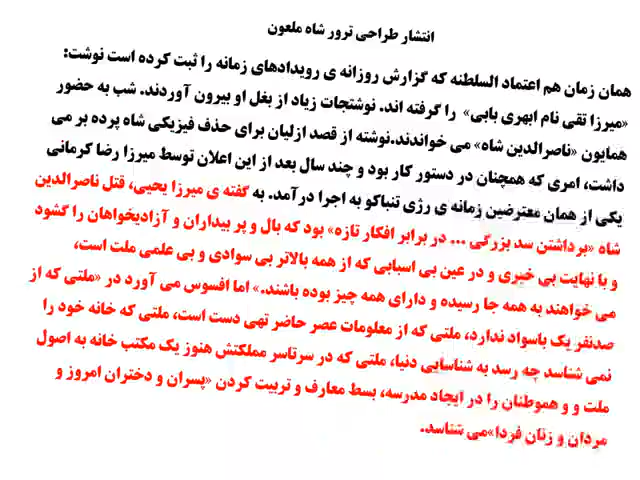 انتشار طراحی ترور شاه ملعون
همان زمان هم اعتماد السلطنه که گزارش روزانه ی رویدادهای زمانه را ثبت کرده است نوشت:
«میرزا تقی نام ابهری بابی» را گرفته اند. نوشتجات زیاد از بغل او بیرون آوردند. شب به حضور
همایون «ناصرالدین شاه» می خواندند.نوشته از قصد ازلیان برای حذف فیزیکی شاه پرده بر می
داشت، امری که همچنان در دستور کار بود و چند سال بعد از این اعلان توسط میرزا رضا کرمانی
یکی از همان معترضین زمانه ی رژی تنباکو به اجرا درآمد. به گفته ی میرزا یحیی، قتل ناصرالدین
شاه «برداشتن سد بزرگی ... در برابر افکار تازه» بود که بال و پر بیداران و آزادیخواهان را گشود
و با نهایت بی خبری و در عین بی اسبابی که از همه بالاتر بی سوادی و بی علمی ملت است،
می خواهند به همه جا رسیده و دارای همه چیز بوده باشند.» اما افسوس می آورد در «ملتی که از
صدنفر یک باسواد ندارد، ملتی که از معلومات عصر حاضر تهی دست است، ملتی که خانه خود را
نمی شناسد چه رسد به شناسایی دنیا، ملتی که در سرتاسر مملکتش هنوز یک مکتب خانه به اصول
ملت و و هموطنان را در ایجاد مدرسه، بسط معارف و تربیت کردن «پسران و دختران امروز و
مردان و زنان فردا»می شناسد.